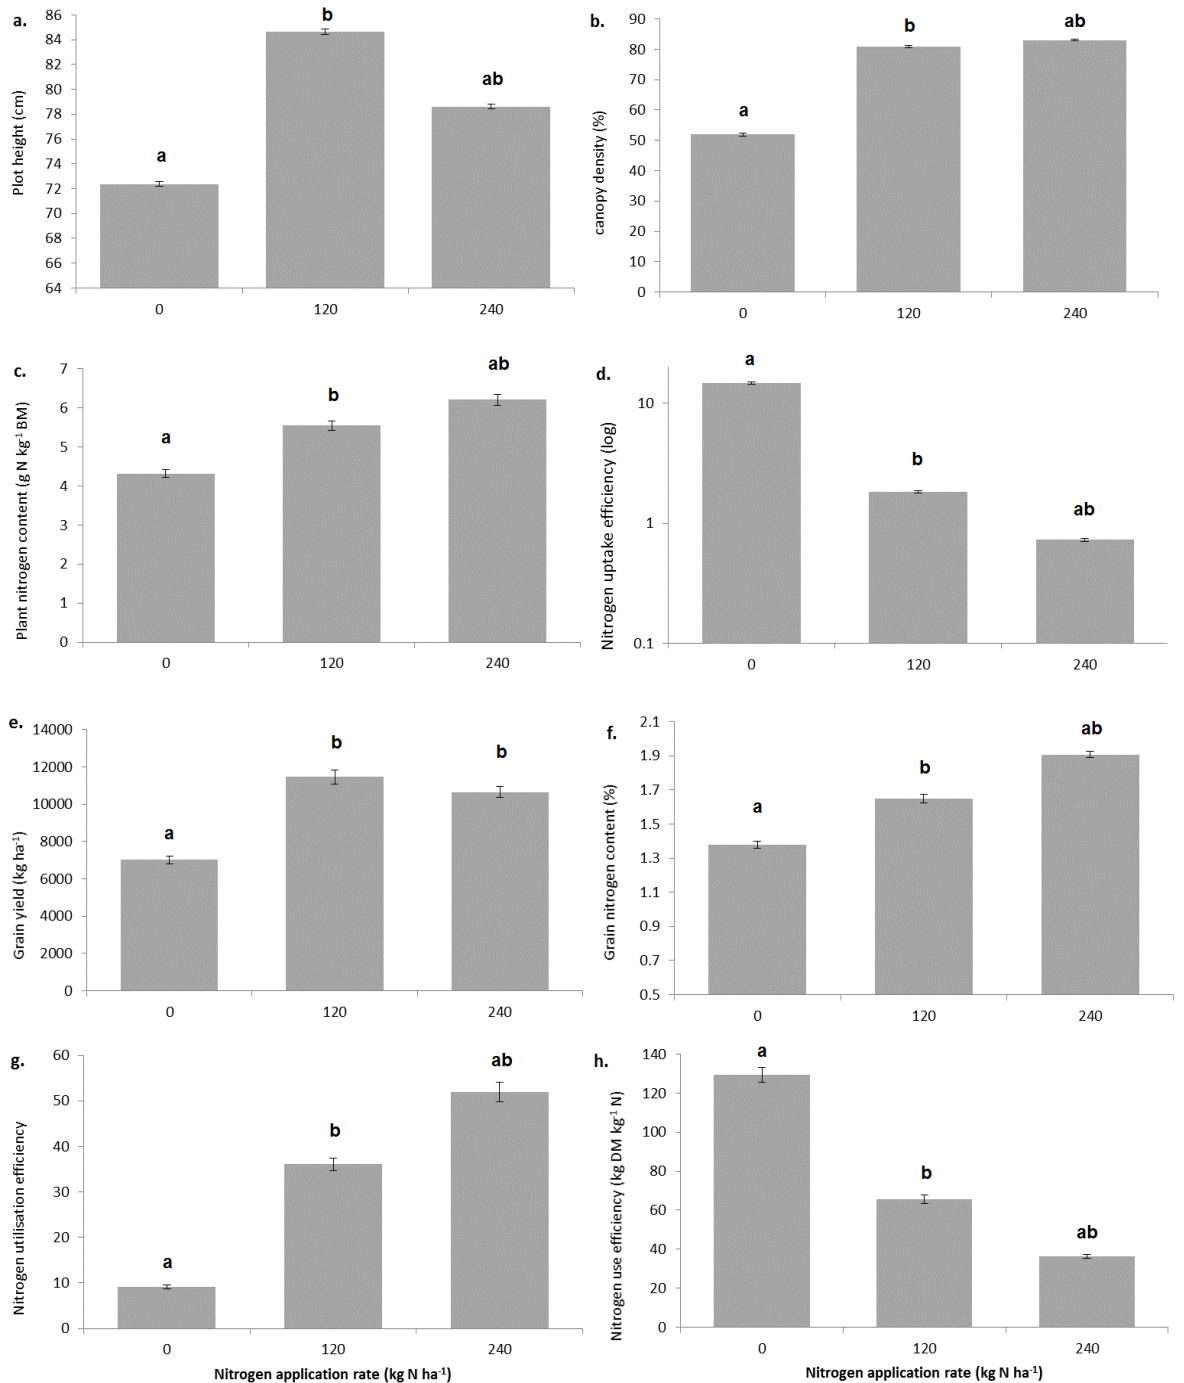 a.
Plot height (cm)
86
84
82
80
78
76
74
72
70
68
66
64
a
b
ab
0
120
240
b.
canopy density (%)
90
80
70
60
50
40
30
20
10
0
a
b
ab
0
120
240
c.
Plant nitrogen content (g N kg⁻¹ BM)
7
6
5
4
3
2
1
0
a
b
ab
0
120
240
d.
Nitrogen uptake efficiency (log)
10
1
0.1
a
b
ab
0
120
240
e.
Grain yield (kg ha⁻¹)
14000
12000
10000
8000
6000
4000
2000
0
a
b
b
0
120
240
f.
Grain nitrogen content (%)
2.1
1.9
1.7
1.5
1.3
1.1
0.9
0.7
0.5
a
b
ab
0
120
240
g.
Nitrogen utilisation efficiency
60
50
40
30
20
10
0
a
b
ab
0
120
240
Nitrogen application rate (kg N ha⁻¹)
h.
Nitrogen use efficiency (kg DM kg⁻¹ N)
140
120
100
80
60
40
20
0
a
b
ab
0
120
240
Nitrogen application rate (kg N ha⁻¹)